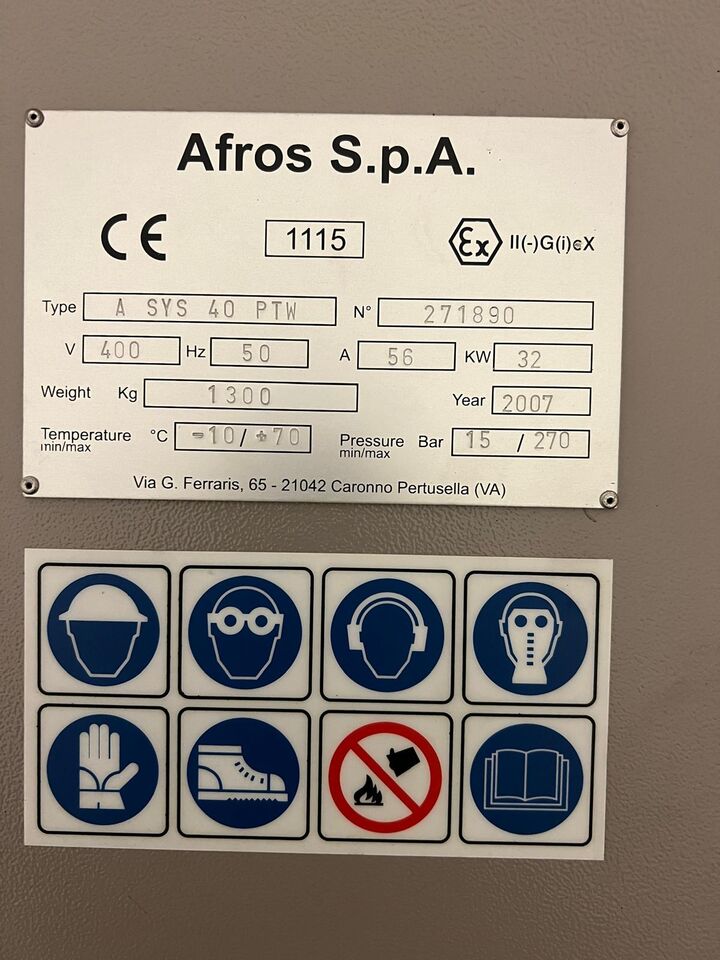 Afros S.p.A.
CE 1115 Ex II(-)G(i)€X
Type A SYS 40 PTW N° 271890
V 400 Hz 50 A 56 KW 32
Weight Kg 1300 Year 2007
Temperature °C -10/+70 Pressure Bar 15 / 270
min/max min/max
Via G. Ferraris, 65 - 21042 Caronno Pertusella (VA)